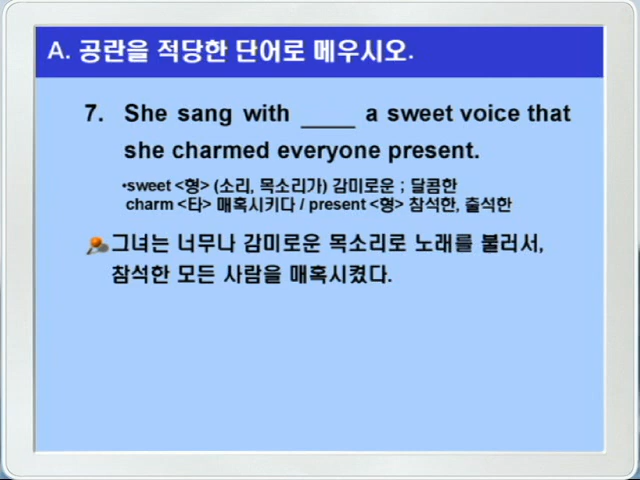 A. 공란을 적당한 단어로 메우시오.
7. She sang with ____ a sweet voice that
she charmed everyone present.
•sweet <형> (소리, 목소리가) 감미로운 ; 달콤한
charm <타> 매혹시키다 / present <형> 참석한, 출석한
그녀는 너무나 감미로운 목소리로 노래를 불러서,
참석한 모든 사람을 매혹시켰다.